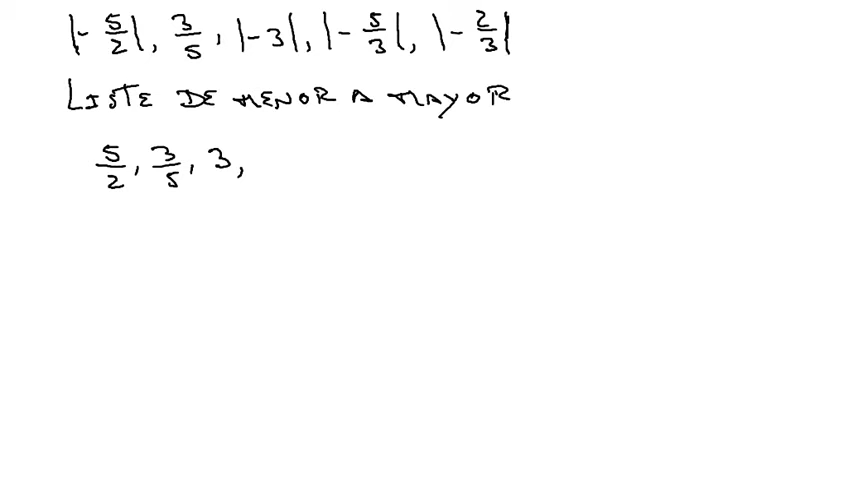 |-5/2|, 3/5, |-3|, |-5/3|, |-2/3|
LISTE DE MENOR A MAYOR
5/2, 3/5, 3,